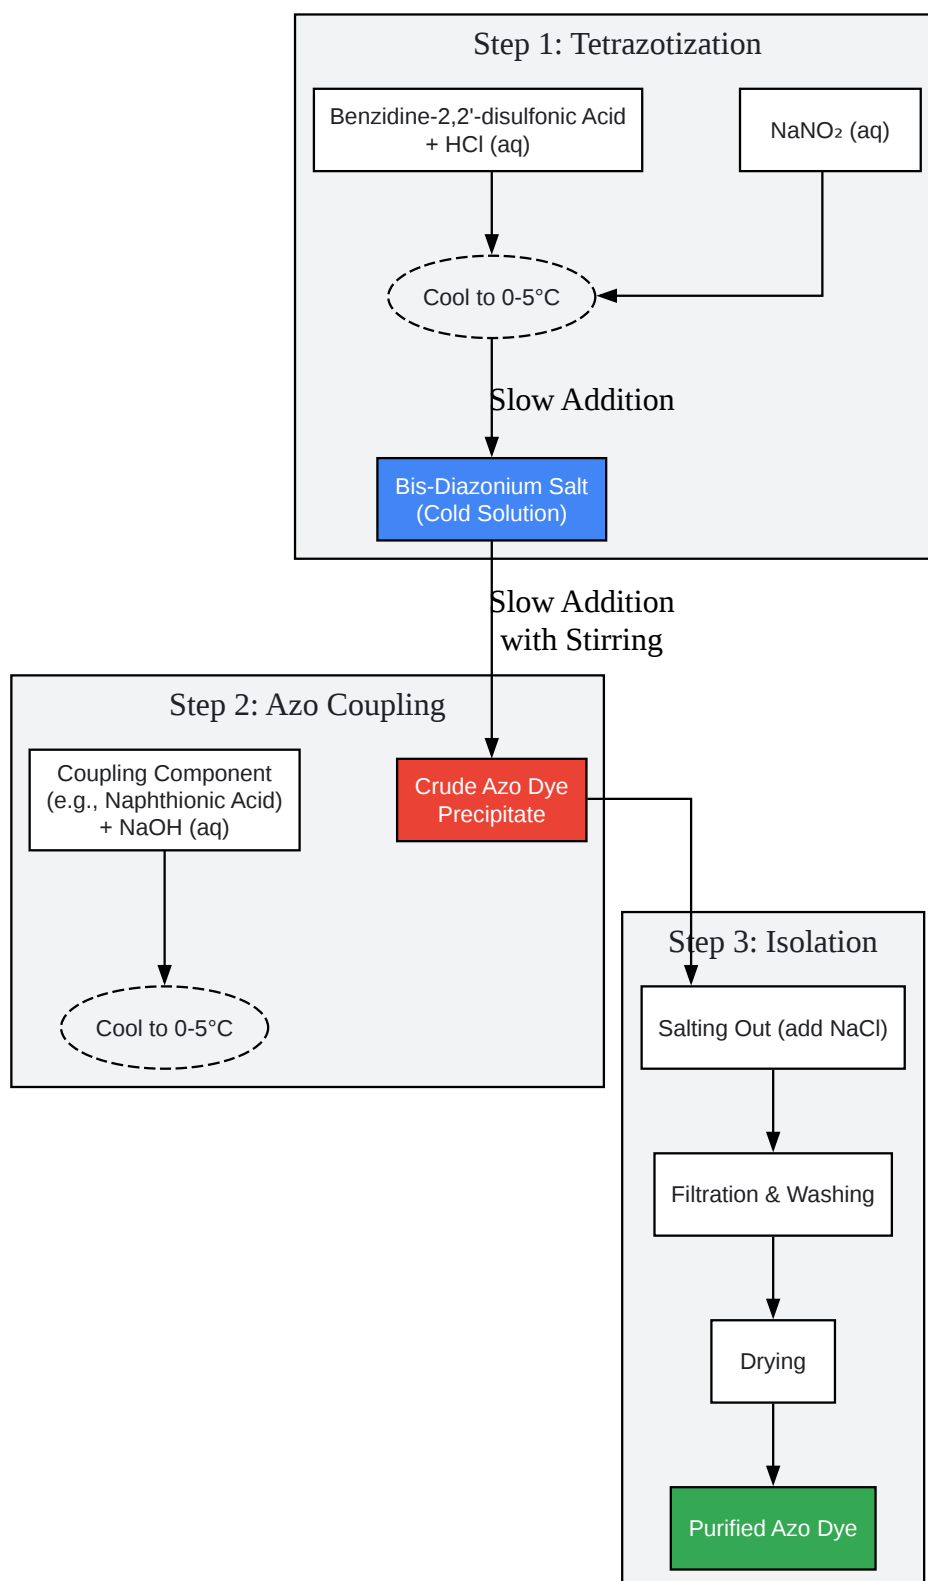 Step 1: Tetrazotization
Benzidine-2,2'-disulfonic Acid
+ HCl (aq)
NaNO₂ (aq)
Cool to 0-5°C
Slow Addition
Bis-Diazonium Salt
(Cold Solution)
Slow Addition
with Stirring
Step 2: Azo Coupling
Coupling Component
(e.g., Naphthionic Acid)
+ NaOH (aq)
Crude Azo Dye
Precipitate
Cool to 0-5°C
Step 3: Isolation
Salting Out (add NaCl)
Filtration & Washing
Drying
Purified Azo Dye